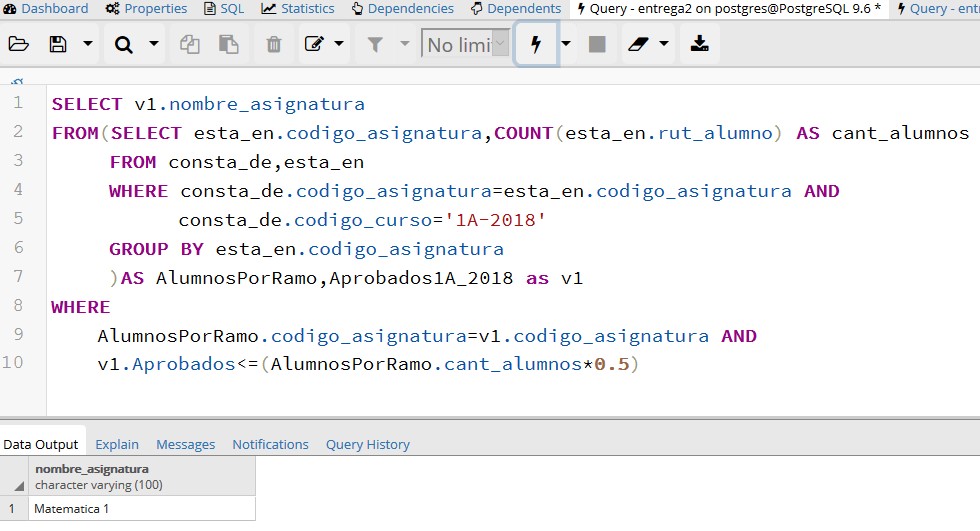 Dashboard Properties SQL Statistics Dependencies Dependents Query - entrega2 on postgres@PostgreSQL 9.6 * Query - entr
No limi
1 SELECT v1.nombre_asignatura
2 FROM(SELECT esta_en.codigo_asignatura,COUNT(esta_en.rut_alumno) AS cant_alumnos
3 FROM consta_de,esta_en
4 WHERE consta_de.codigo_asignatura=esta_en.codigo_asignatura AND
5 consta_de.codigo_curso='1A-2018'
6 GROUP BY esta_en.codigo_asignatura
7 )AS AlumnosPorRamo,Aprobados1A_2018 as v1
8 WHERE
9 AlumnosPorRamo.codigo_asignatura=v1.codigo_asignatura AND
10 v1.Aprobados<=(AlumnosPorRamo.cant_alumnos*0.5)
Data Output Explain Messages Notifications Query History
nombre_asignatura
character varying (100)
1 Matematica 1